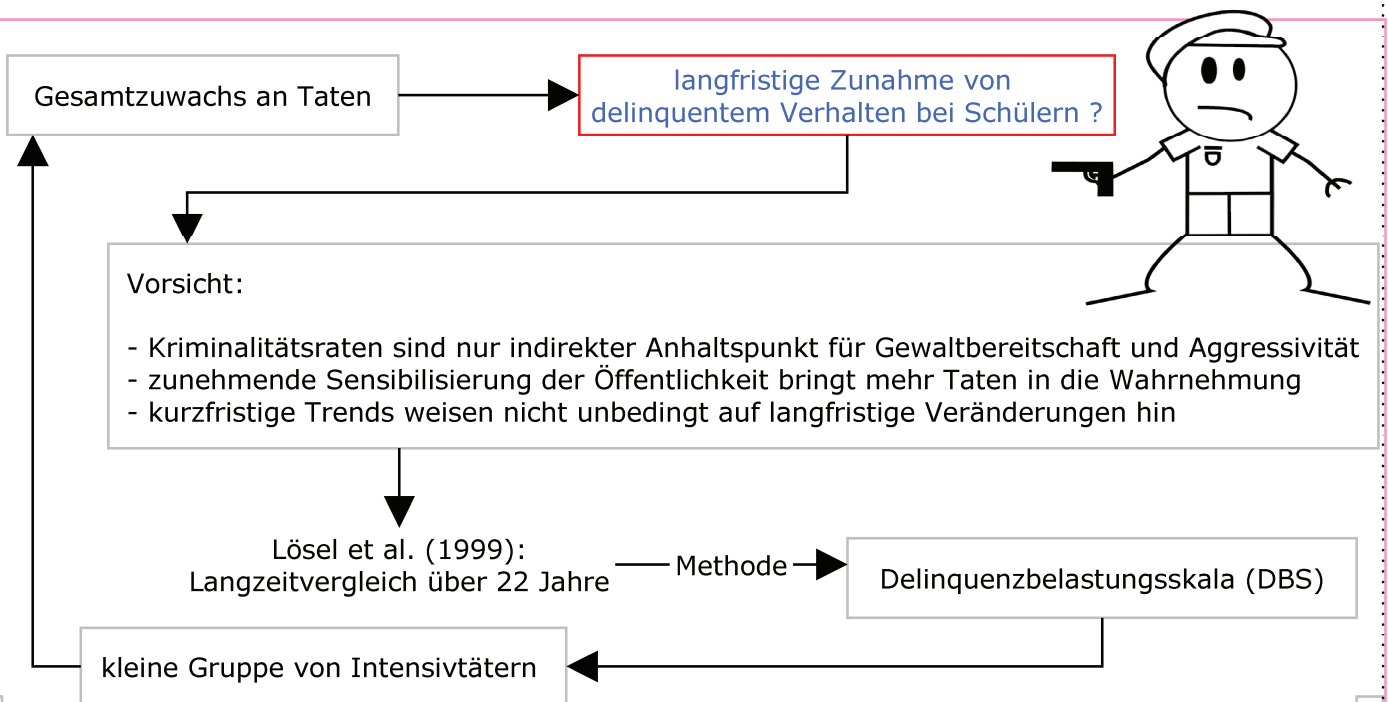 Gesamtzuwachs an Taten
langfristige Zunahme von
delinquentem Verhalten bei Schülern ?
Vorsicht:
- Kriminalitätsraten sind nur indirekter Anhaltspunkt für Gewaltbereitschaft und Aggressivität
- zunehmende Sensibilisierung der Öffentlichkeit bringt mehr Taten in die Wahrnehmung
- kurzfristige Trends weisen nicht unbedingt auf langfristige Veränderungen hin
Lösel et al. (1999):
Langzeitvergleich über 22 Jahre
Methode
Delinquenzbelastungsskala (DBS)
kleine Gruppe von Intensivtätern